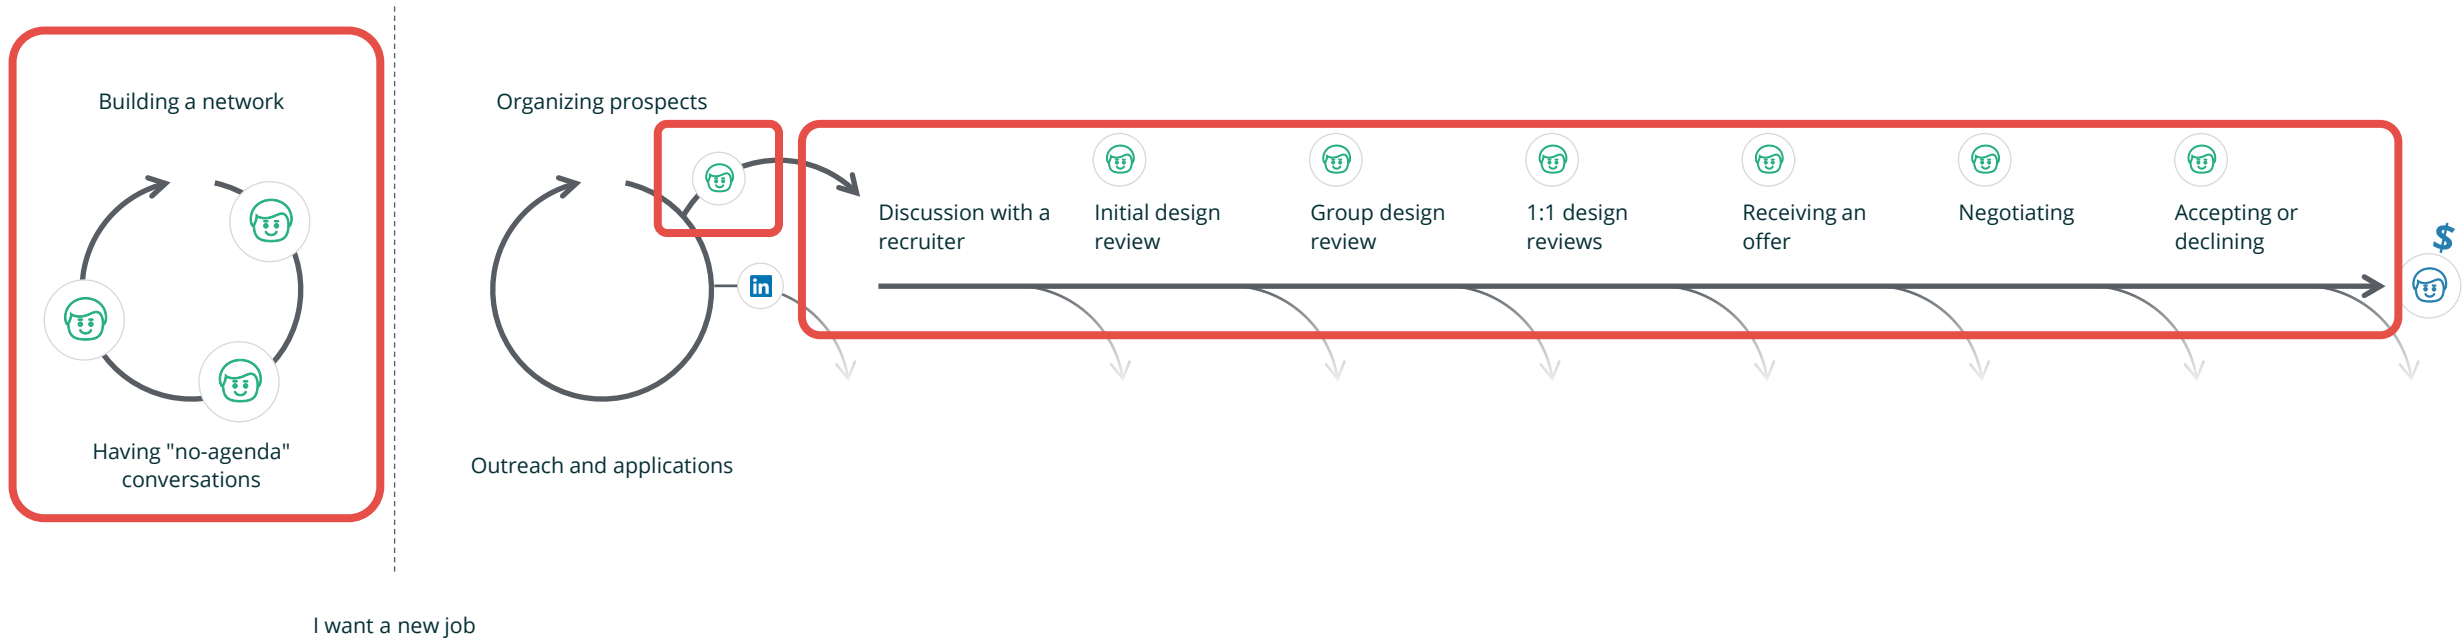 Building a network
Having "no-agenda"
conversations
Organizing prospects
in
Outreach and applications
Discussion with a
recruiter
Initial design
review
Group design
review
1:1 design
reviews
Receiving an
offer
Negotiating
Accepting or
declining
$
I want a new job